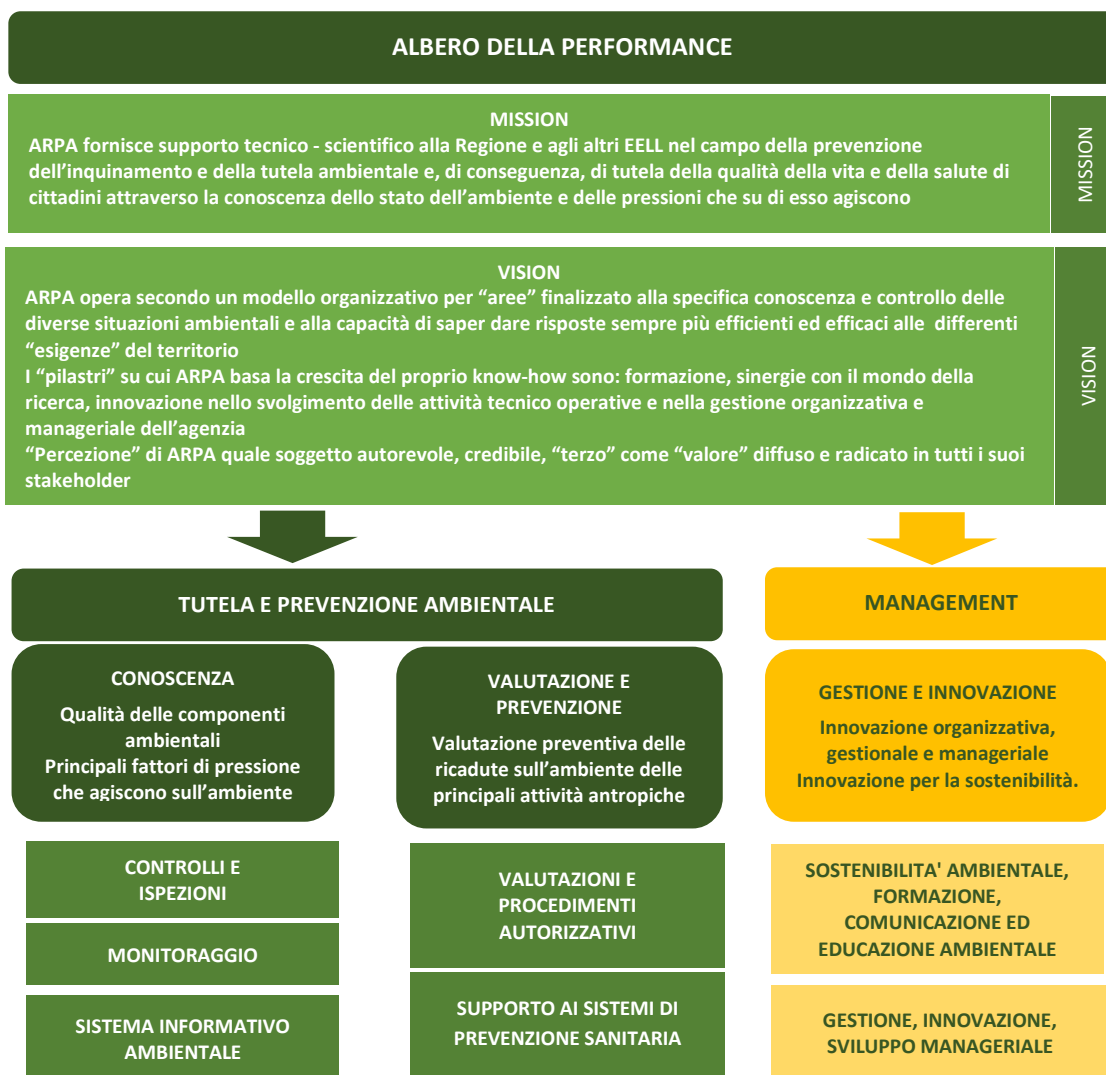 ALBERO DELLA PERFORMANCE
MISSION
ARPA fornisce supporto tecnico - scientifico alla Regione e agli altri EELL nel campo della prevenzione
dell'inquinamento e della tutela ambientale e, di conseguenza, di tutela della qualità della vita e della salute di
cittadini attraverso la conoscenza dello stato dell'ambiente e delle pressioni che su di esso agiscono
MISSION
VISION
ARPA opera secondo un modello organizzativo per "aree" finalizzato alla specifica conoscenza e controllo delle
diverse situazioni ambientali e alla capacità di saper dare risposte sempre più efficienti ed efficaci alle differenti
"esigenze" del territorio
I "pilastri" su cui ARPA basa la crescita del proprio know-how sono: formazione, sinergie con il mondo della
ricerca, innovazione nello svolgimento delle attività tecnico operative e nella gestione organizzativa e
manageriale dell'agenzia
"Percezione" di ARPA quale soggetto autorevole, credibile, "terzo" come "valore" diffuso e radicato in tutti i suoi
stakeholder
VISION
TUTELA E PREVENZIONE AMBIENTALE
CONOSCENZA
Qualità delle componenti
ambientali
Principali fattori di pressione
che agiscono sull'ambiente
CONTROLLI E
ISPEZIONI
MONITORAGGIO
SISTEMA INFORMATIVO
AMBIENTALE
VALUTAZIONE E
PREVENZIONE
Valutazione preventiva delle
ricadute sull'ambiente delle
principali attività antropiche
VALUTAZIONI E
PROCEDIMENTI
AUTORIZZATIVI
SUPPORTO AI SISTEMI DI
PREVENZIONE SANITARIA
MANAGEMENT
GESTIONE E INNOVAZIONE
Innovazione organizzativa,
gestionale e manageriale
Innovazione per la sostenibilità.
SOSTENIBILITA' AMBIENTALE,
FORMAZIONE,
COMUNICAZIONE ED
EDUCAZIONE AMBIENTALE
GESTIONE, INNOVAZIONE,
SVILUPPO MANAGERIALE